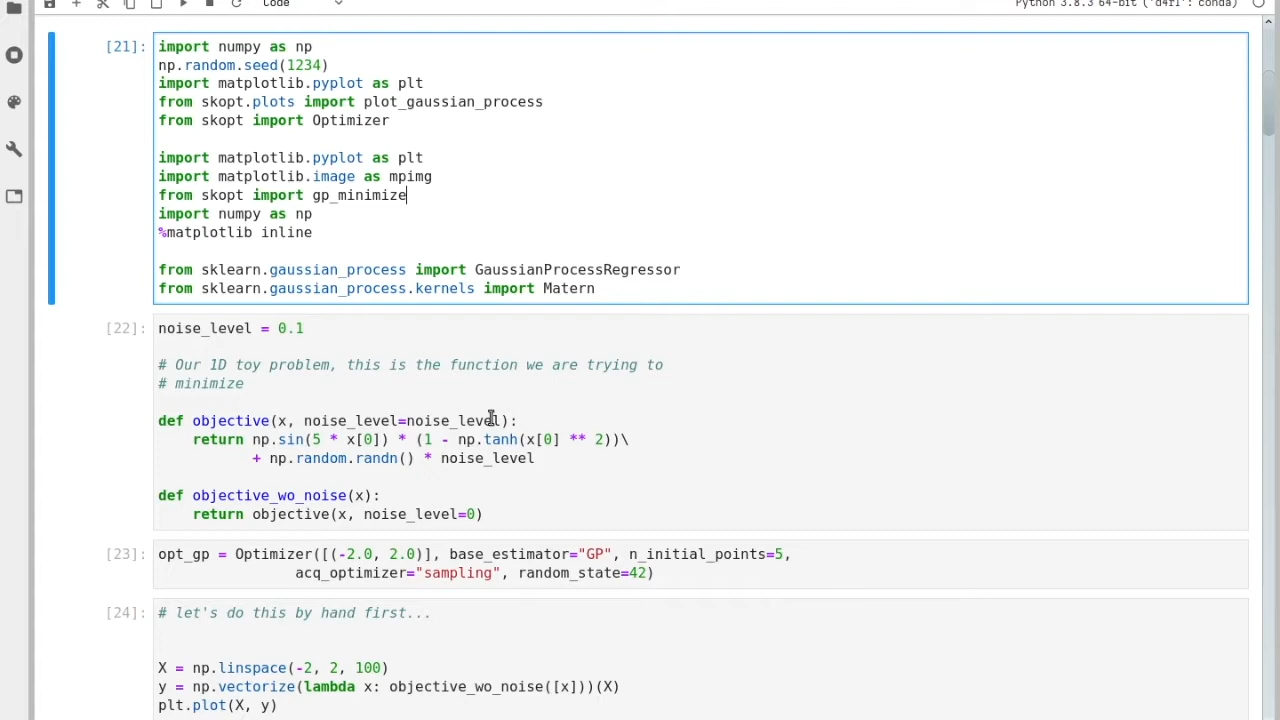 Code
Python 3.8.3 64-bit ('d4fl': conda)
[21]:
import numpy as np
np.random.seed(1234)
import matplotlib.pyplot as plt
from skopt.plots import plot_gaussian_process
from skopt import Optimizer
import matplotlib.pyplot as plt
import matplotlib.image as mpimg
from skopt import gp_minimize
import numpy as np
%matplotlib inline
from sklearn.gaussian_process import GaussianProcessRegressor
from sklearn.gaussian_process.kernels import Matern
[22]:
noise_level = 0.1
# Our 1D toy problem, this is the function we are trying to
# minimize
def objective(x, noise_level=noise_level):
    return np.sin(5 * x[0]) * (1 - np.tanh(x[0] ** 2))\
           + np.random.randn() * noise_level
def objective_wo_noise(x):
    return objective(x, noise_level=0)
[23]:
opt_gp = Optimizer([(-2.0, 2.0)], base_estimator="GP", n_initial_points=5,
                acq_optimizer="sampling", random_state=42)
[24]:
# let's do this by hand first...
X = np.linspace(-2, 2, 100)
y = np.vectorize(lambda x: objective_wo_noise([x]))(X)
plt.plot(X, y)